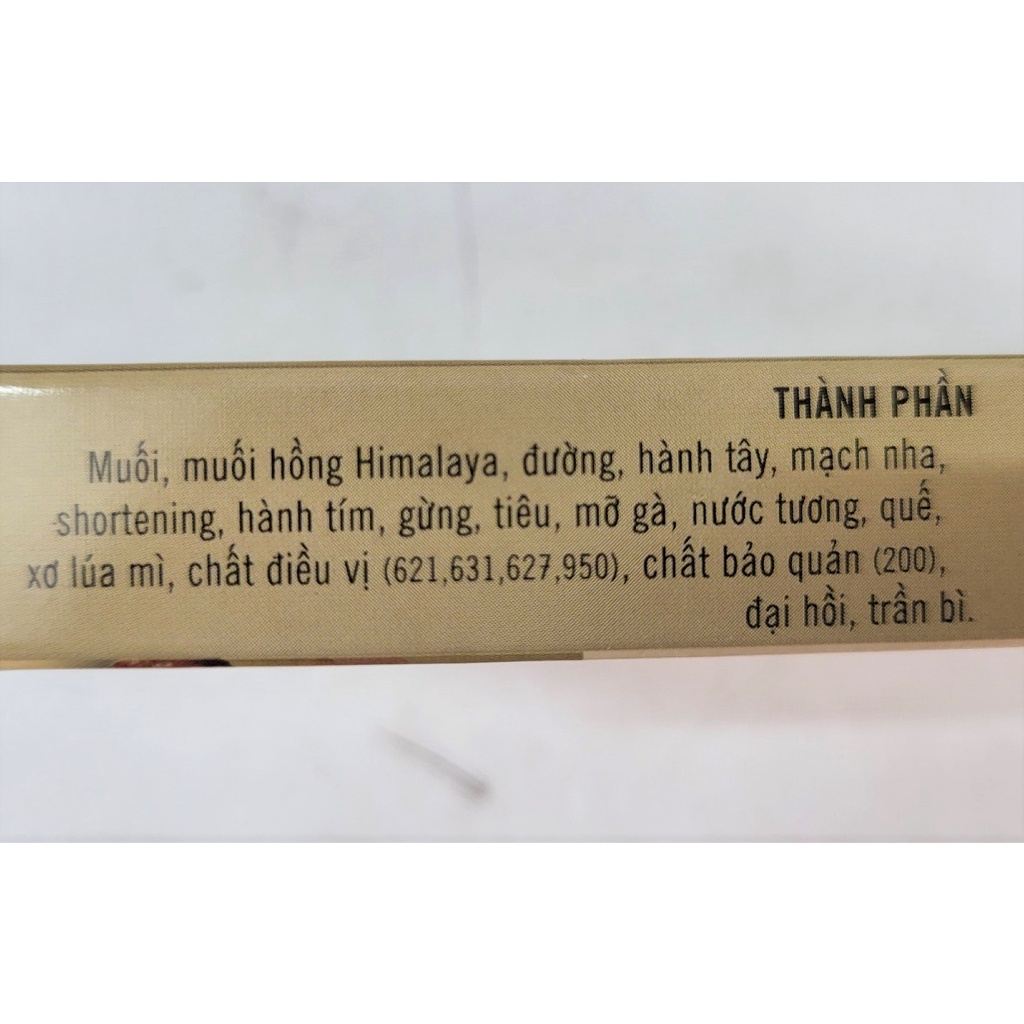 THÀNH PHẦN
Muối, muối hồng Himalaya, đường, hành tây, mạch nha,
shortening, hành tím, gừng, tiêu, mỡ gà, nước tương, quế,
xơ lúa mì, chất điều vị (621,631,627,950), chất bảo quản (200),
đại hồi, trần bì.